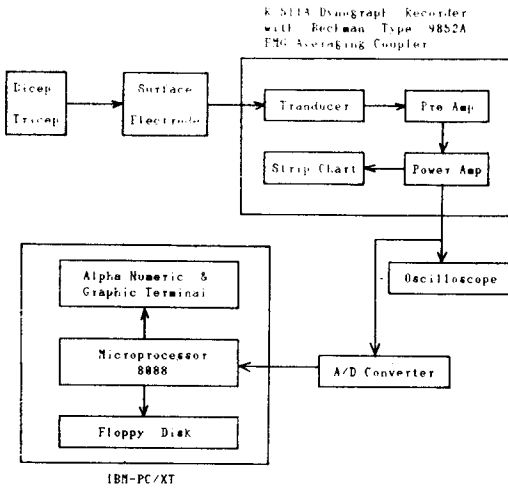 R 511A Dynograph Recorder
with Beckman Type 9852A
EMG Averaging Coupler
Bicep
Tricep
Surface
Electrode
Tranducer
Pre Amp
Strip Chart
Power Amp
Oscilloscope
Alpha Numeric &
Graphic Terminal
Microprocessor
8088
A/D Converter
Floppy Disk
IBM-PC/XT